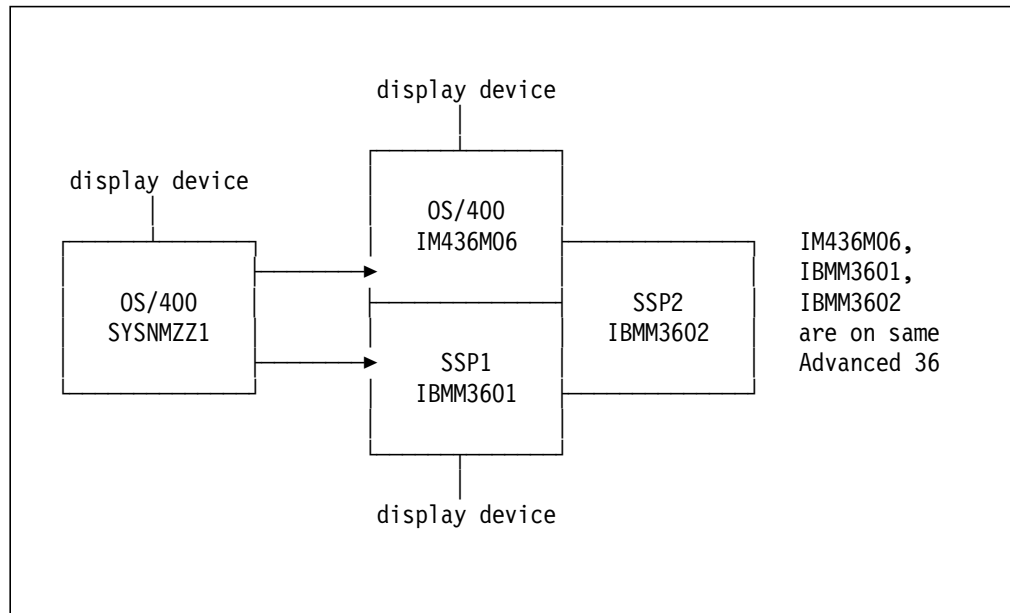 display device
display device
OS/400
IM436M06
OS/400
SYSNMZZ1
SSP1
IBMM3601
display device
SSP2
IBMM3602
IM436M06,
IBMM3601,
IBMM3602
are on same
Advanced 36